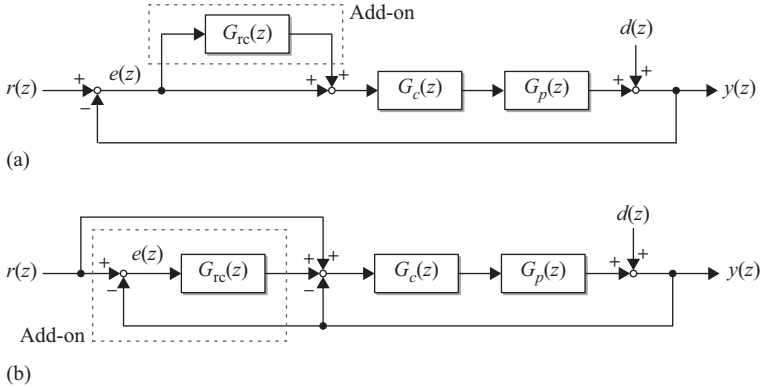 Add-on
G_rc(z)
d(z)
r(z)
+
e(z)
+
+
G_c(z)
G_p(z)
+
+
y(z)
−
(a)
d(z)
r(z)
+
e(z)
G_rc(z)
+
+
G_c(z)
G_p(z)
+
+
y(z)
−
−
Add-on
(b)